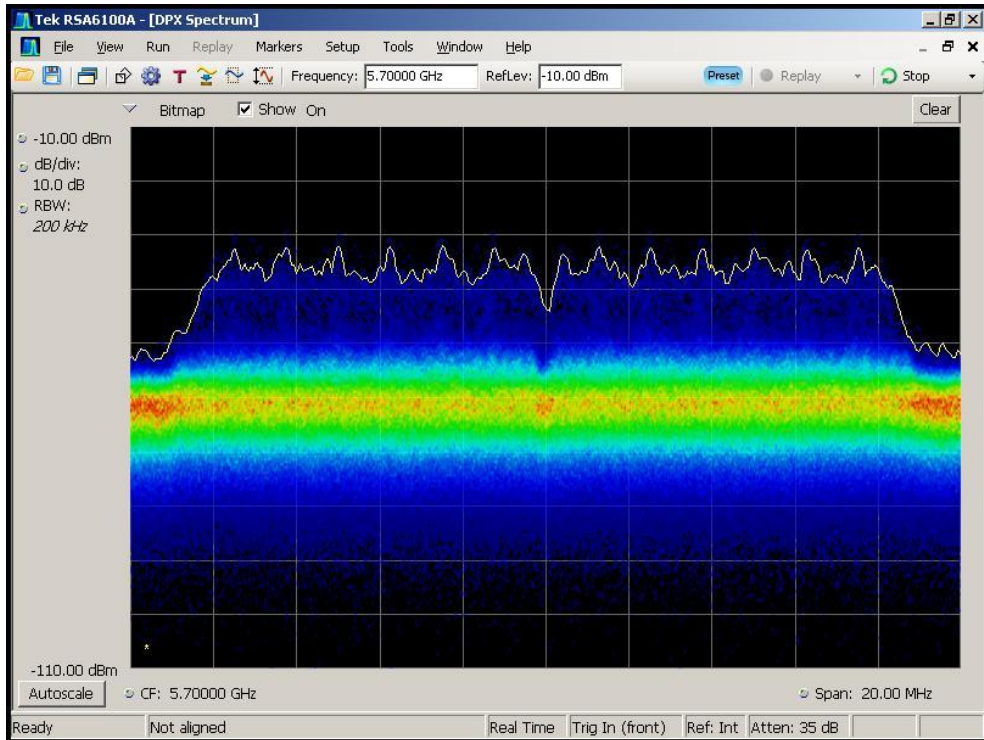 Tek RSA6100A - [DPX Spectrum]
File View Run Replay Markers Setup Tools Window Help
T Frequency: 5.70000 GHz RefLev: -10.00 dBm Preset Replay Stop
Bitmap Show On Clear
-10.00 dBm
dB/div:
10.0 dB
RBW:
200 kHz
-110.00 dBm
Autoscale CF: 5.70000 GHz Span: 20.00 MHz
Ready Not aligned Real Time Trig In (front) Ref: Int Atten: 35 dB